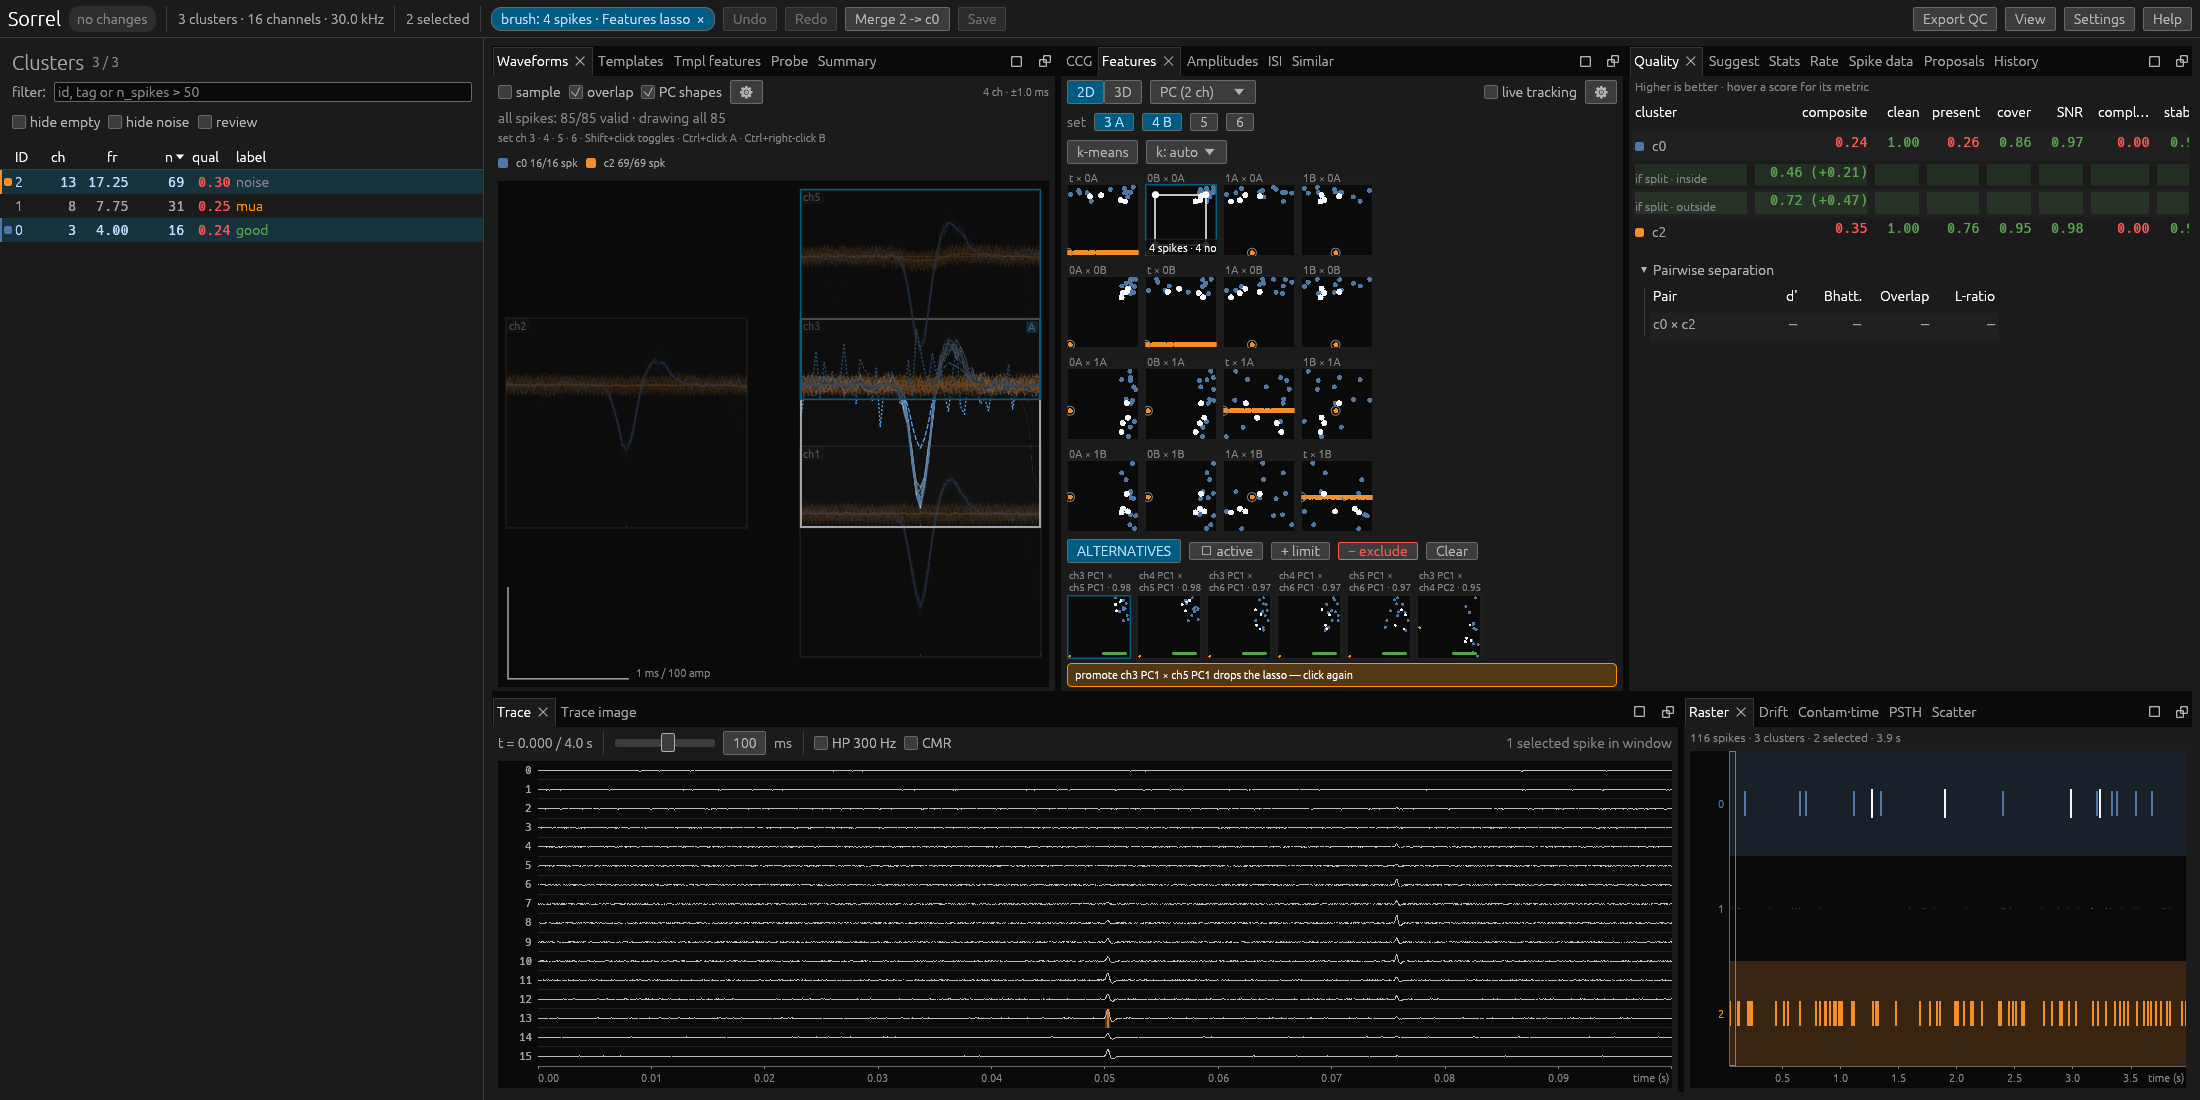 Sorrel no changes 3 clusters · 16 channels · 30.0 kHz 2 selected brush: 4 spikes · Features lasso × Undo Redo Merge 2 -> c0 Save Export QC View Settings Help
Clusters 3 / 3
filter: id, tag or n_spikes > 50
hide empty hide noise review
ID ch fr n▼ qual label
2 13 17.25 69 0.30 noise
1 8 7.75 31 0.25 mua
0 3 4.00 16 0.24 good
Waveforms Templates Tmpl features Probe Summary
sample overlap PC shapes 4 ch · ±1.0 ms
all spikes: 85/85 valid · drawing all 85
set ch 3 · 4 · 5 · 6 · Shift+click toggles · Ctrl+click A · Ctrl+right-click B
c0 16/16 spk c2 69/69 spk
ch5
ch2
ch3 A
ch1
1 ms / 100 amp
CCG Features Amplitudes ISI Similar
2D 3D PC (2 ch) live tracking
set 3 A 4 B 5 6
k-means k: auto
t × 0A 0B × 0A 1A × 0A 1B × 0A
4 spikes · 4 no
0A × 0B t × 0B 1A × 0B 1B × 0B
0A × 1A 0B × 1A t × 1A 1B × 1A
0A × 1B 0B × 1B 1A × 1B t × 1B
ALTERNATIVES active + limit − exclude Clear
ch3 PC1 × ch4 PC1 × ch3 PC1 × ch4 PC1 × ch5 PC1 × ch3 PC1 ×
ch5 PC1 · 0.98 ch5 PC1 · 0.98 ch6 PC1 · 0.97 ch6 PC1 · 0.97 ch6 PC1 · 0.97 ch4 PC2 · 0.95
promote ch3 PC1 × ch5 PC1 drops the lasso — click again
Quality Suggest Stats Rate Spike data Proposals History
Higher is better · hover a score for its metric
cluster composite clean present cover SNR compl... stab
c0 0.24 1.00 0.26 0.86 0.97 0.00 0.9
if split · inside 0.46 (+0.21)
if split · outside 0.72 (+0.47)
c2 0.35 1.00 0.76 0.95 0.98 0.00 0.9
▼ Pairwise separation
Pair d' Bhatt. Overlap L-ratio
c0 × c2 — — — —
Trace Trace image
t = 0.000 / 4.0 s 100 ms HP 300 Hz CMR 1 selected spike in window
0
1
2
3
4
5
6
7
8
9
10
11
12
13
14
15
0.00 0.01 0.02 0.03 0.04 0.05 0.06 0.07 0.08 0.09 time (s)
Raster Drift Contam·time PSTH Scatter
116 spikes · 3 clusters · 2 selected · 3.9 s
0
1
2
0.5 1.0 1.5 2.0 2.5 3.0 3.5 time (s)